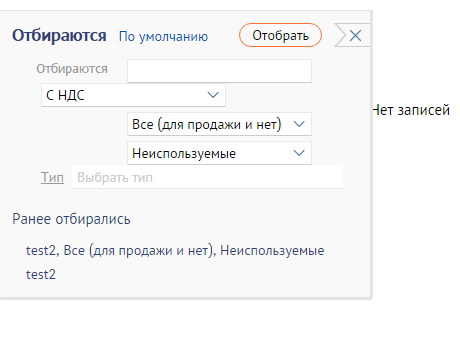 Отбираются По умолчанию Отобрать
Отбираются
С НДС
Нет записей
Все (для продажи и нет)
Неиспользуемые
Тип Выбрать тип
Ранее отбирались
test2, Все (для продажи и нет), Неиспользуемые
test2